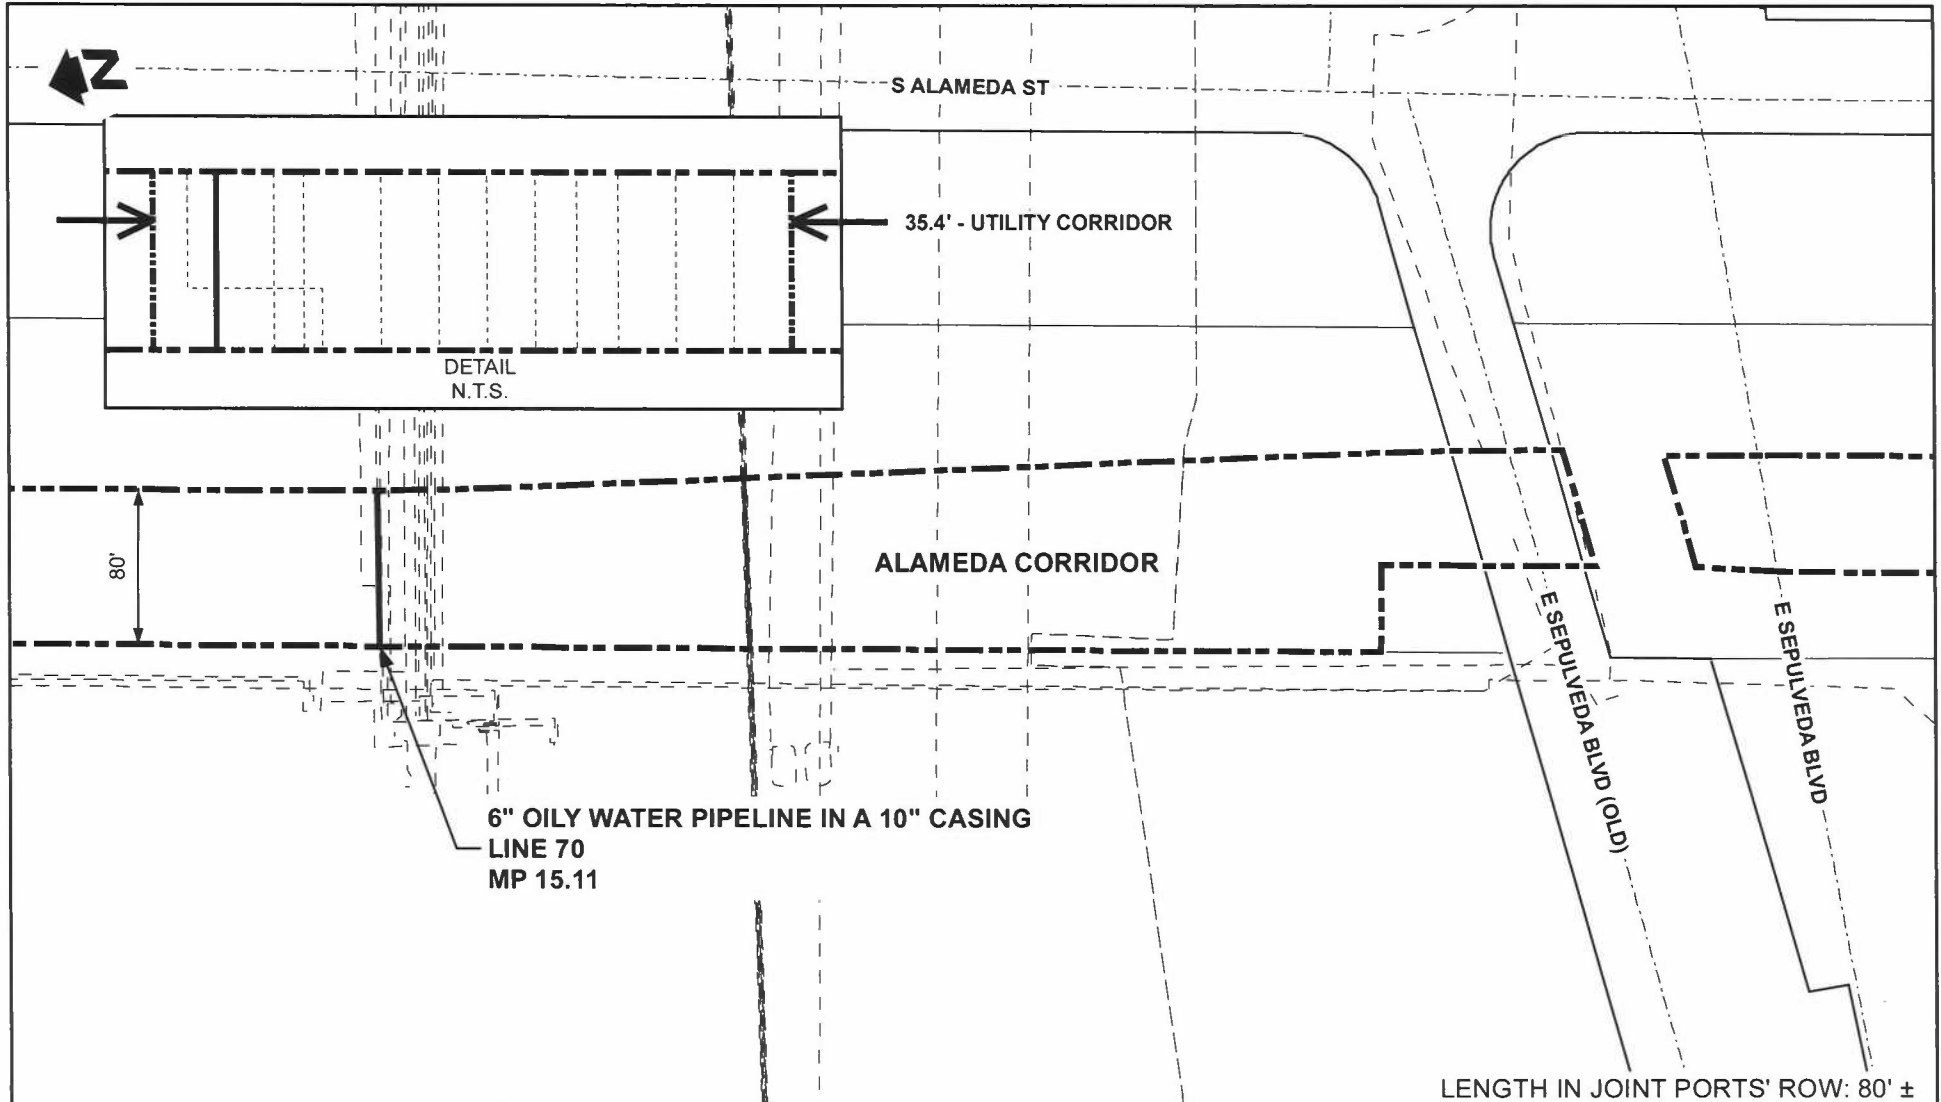 N
S ALAMEDA ST
35.4' - UTILITY CORRIDOR
DETAIL
N.T.S.
80'
ALAMEDA CORRIDOR
E SEPULVEDA BLVD (OLD)
E SEPULVEDA BLVD
6" OILY WATER PIPELINE IN A 10" CASING
LINE 70
MP 15.11
LENGTH IN JOINT PORTS' ROW: 80' ±